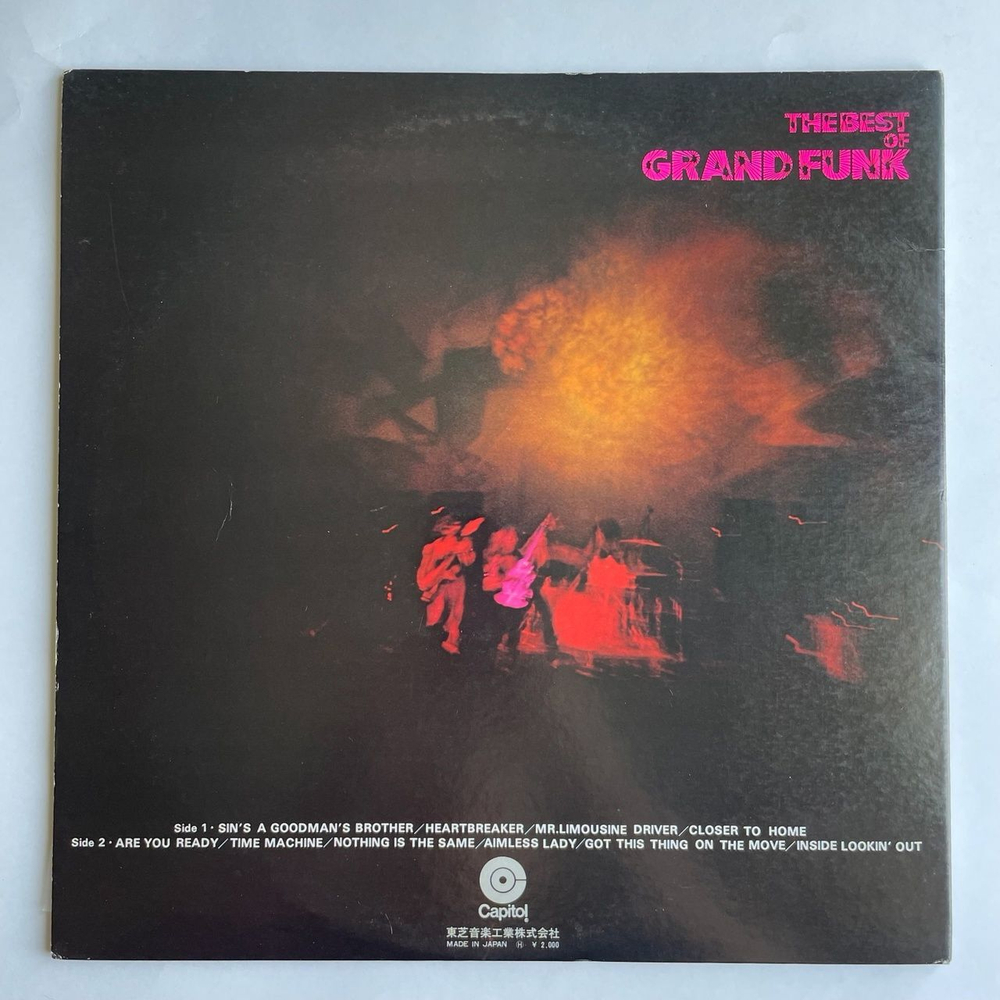 THE BEST
OF
GRAND FUNK
Side 1・SIN'S A GOODMAN'S BROTHER/HEARTBREAKER/MR.LIMOUSINE DRIVER/CLOSER TO HOME
Side 2・ARE YOU READY/TIME MACHINE/NOTHING IS THE SAME/AIMLESS LADY/GOT THIS THING ON THE MOVE/INSIDE LOOKIN' OUT
Capitol®
東芝音楽工業株式会社
MADE IN JAPAN Ⓗ ¥ 2,000